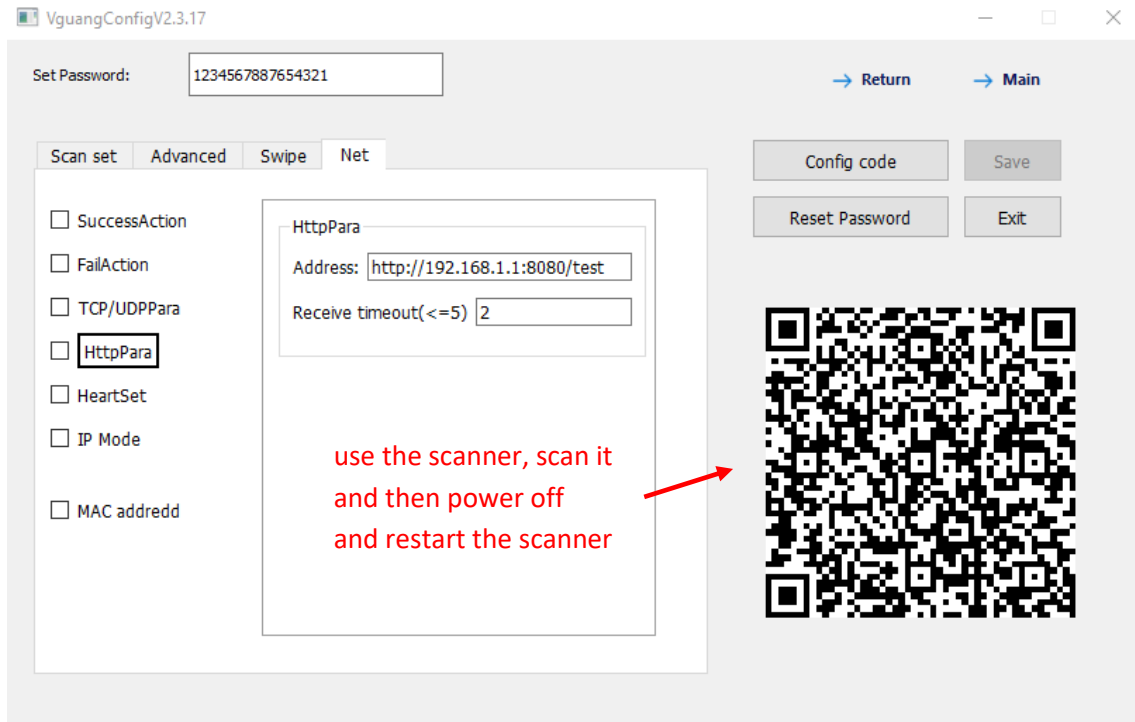 VguangConfigV2.3.17
Set Password: 1234567887654321
Return
Main
Scan set Advanced Swipe Net
Config code
Save
Reset Password
Exit
SuccessAction
FailAction
TCP/UDPPara
HttpPara
HeartSet
IP Mode
MAC addredd
HttpPara
Address: http://192.168.1.1:8080/test
Receive timeout(<=5) 2
use the scanner, scan it
and then power off
and restart the scanner